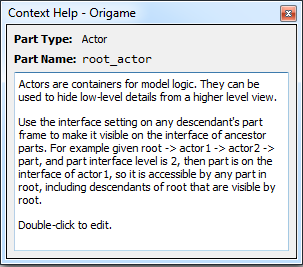 Context Help - Origame
Part Type: Actor
Part Name: root_actor
Actors are containers for model logic. They can be
used to hide low-level details from a higher level view.
Use the interface setting on any descendant's part
frame to make it visible on the interface of ancestor
parts. For example given root -> actor1 -> actor2 ->
part, and part interface level is 2, then part is on the
interface of actor1, so it is accessible by any part in
root, including descendants of root that are visible by
root.
Double-click to edit.